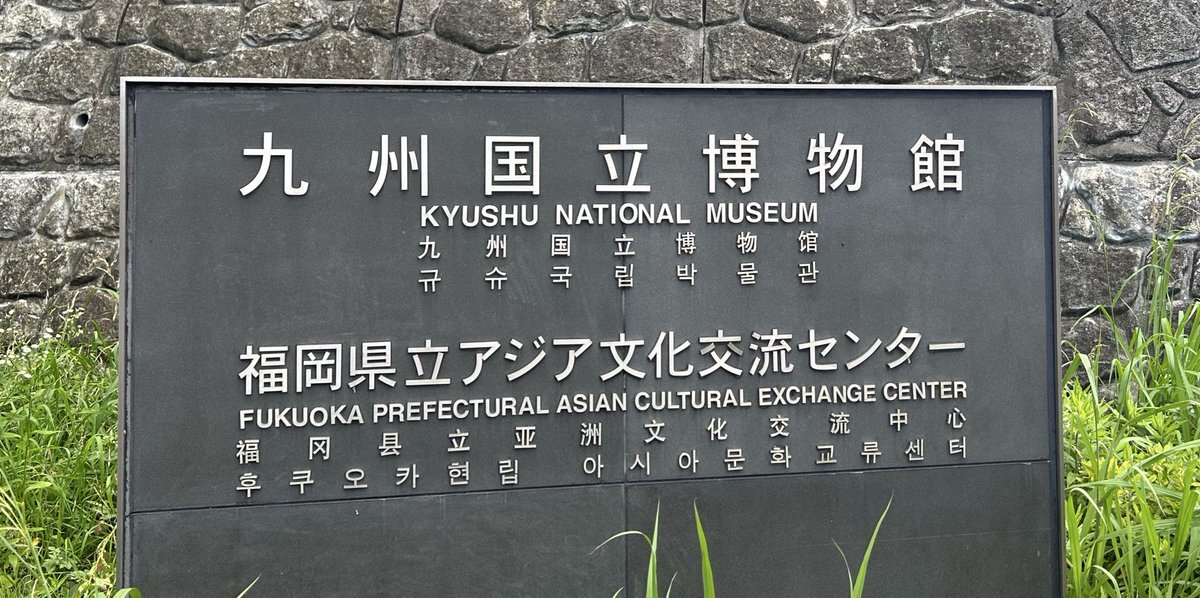 九州国立博物館
KYUSHU NATIONAL MUSEUM
九州国立博物馆
규슈국립박물관
福岡県立アジア文化交流センター
FUKUOKA PREFECTURAL ASIAN CULTURAL EXCHANGE CENTER
福冈县立亚洲文化交流中心
후쿠오카현립 아시아문화교류센터